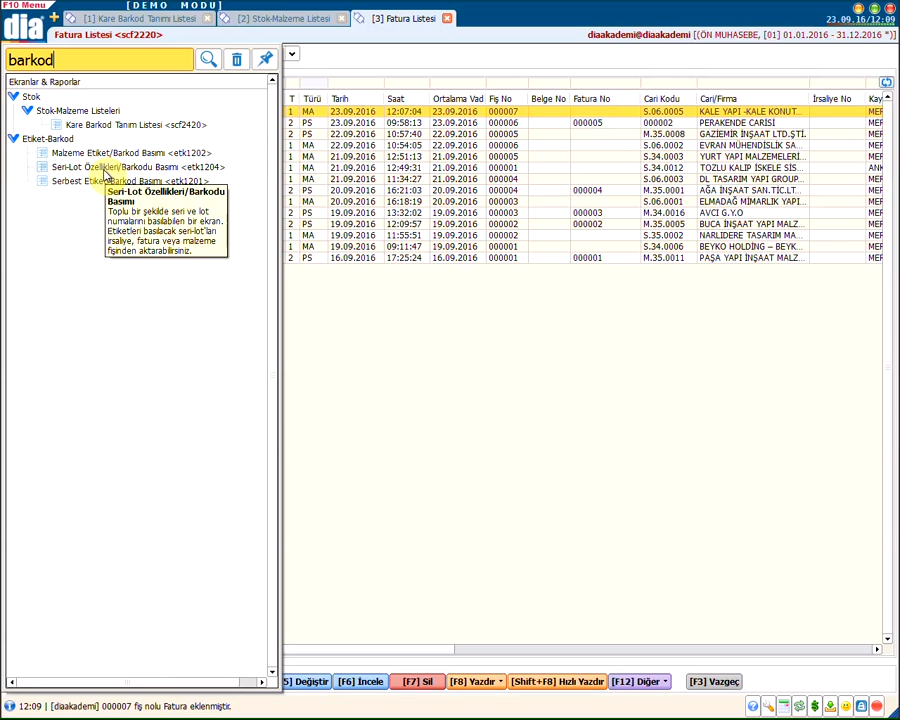 F10 Menu
[DEMO MODU]
dia
[1] Kare Barkod Tanımı Listesi
[2] Stok-Malzeme Listesi
[3] Fatura Listesi
23.09.16/12:09
Fatura Listesi <scf2220>
diaakademi@diaakademi [(ÖN MUHASEBE, [01] 01.01.2016 - 31.12.2016 ")]
barkod
Ekranlar & Raporlar
Stok
Stok-Malzeme Listeleri
Kare Barkod Tanım Listesi <scf2420>
Etiket-Barkod
Malzeme Etiket/Barkod Basımı <etk1202>
Seri-Lot Özellikleri/Barkodu Basımı <etk1204>
Serbest Etiket/Barkod Basımı <etk1201>
Seri-Lot Özellikleri/Barkodu
Basımı
Toplu bir şekilde seri ve lot
numalarını basılabilen bir ekran.
Etiketleri basılacak seri-lot'ları
irsaliye, fatura veya malzeme
fişinden aktarabilirsiniz.
T Türü Tarih Saat Ortalama Vad Fiş No Belge No Fatura No Cari Kodu Cari/Firma İrsaliye No Kay
1 MA 23.09.2016 12:07:04 23.09.2016 000007 S.06.0005 KALE YAPI -KALE KONUT... MER
2 PS 23.09.2016 09:58:13 23.09.2016 000006 000005 000002 PERAKENDE CARİSİ MER
2 PS 22.09.2016 10:57:40 22.09.2016 000005 M.35.0008 GAZİEMİR İNŞAAT LTD.ŞTİ. MER
1 MA 22.09.2016 10:54:05 22.09.2016 000006 S.06.0002 EVRAN MÜHENDİSLİK SA... MER
1 MA 21.09.2016 12:51:13 21.09.2016 000005 S.34.0003 YURT YAPI MALZEMELERİ... MER
1 MA 21.09.2016 12:49:31 21.09.2016 000001 S.34.0012 TOZLU KALIP İSKELE SİS... ANK
1 MA 21.09.2016 11:34:27 21.09.2016 000004 S.06.0003 DL TASARIM YAPI GROUP... MER
2 PS 20.09.2016 16:21:03 20.09.2016 000004 000004 M.35.0001 AĞA İNŞAAT SAN.TİC.LT... MER
1 MA 20.09.2016 16:18:19 20.09.2016 000003 S.06.0001 ELMADAĞ MİMARLIK YAPI... MER
2 PS 19.09.2016 13:32:02 19.09.2016 000003 000003 M.34.0016 AVCI G.Y.O MER
2 PS 19.09.2016 12:09:57 19.09.2016 000002 000002 M.35.0005 BUCA İNŞAAT YAPI MALZ... MER
1 MA 19.09.2016 11:55:51 19.09.2016 000002 S.35.0002 NARLIDERE TASARIM MA... MER
1 MA 19.09.2016 09:11:47 19.09.2016 000001 S.34.0006 BEYKO HOLDİNG – BEYK... MER
2 PS 16.09.2016 17:25:24 16.09.2016 000001 000001 M.35.0011 PAŞA YAPI İNŞAAT MALZ... MER
5] Değiştir
[F6] İncele
[F7] Sil
[F8] Yazdır
[Shift+F8] Hızlı Yazdır
[F12] Diğer
[F3] Vazgeç
12:09 | [diaakademi] 000007 fiş nolu Fatura eklenmiştir.